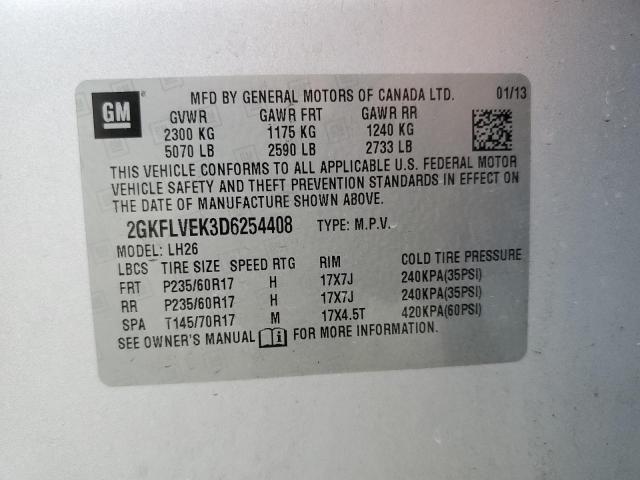 GM
MFD BY GENERAL MOTORS OF CANADA LTD. 01/13
GVWR GAWR FRT GAWR RR
2300 KG 1175 KG 1240 KG
5070 LB 2590 LB 2733 LB
THIS VEHICLE CONFORMS TO ALL APPLICABLE U.S. FEDERAL MOTOR
VEHICLE SAFETY AND THEFT PREVENTION STANDARDS IN EFFECT ON
THE DATE OF MANUFACTURE SHOWN ABOVE.
2GKFLVEK3D6254408 TYPE: M.P.V.
MODEL: LH26
LBCS TIRE SIZE SPEED RTG RIM COLD TIRE PRESSURE
FRT P235/60R17 H 17X7J 240KPA(35PSI)
RR P235/60R17 H 17X7J 240KPA(35PSI)
SPA T145/70R17 M 17X4.5T 420KPA(60PSI)
SEE OWNER'S MANUAL FOR MORE INFORMATION.